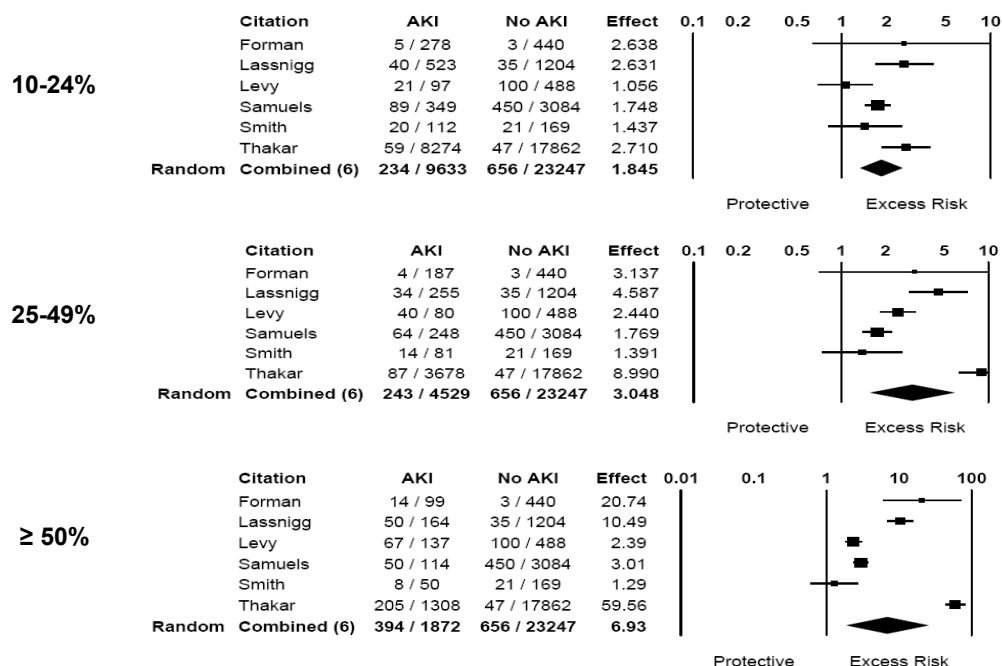 Citation AKI No AKI Effect 0.1 0.2 0.5 1 2 5 10
Forman 5 / 278 3 / 440 2.638
Lassnigg 40 / 523 35 / 1204 2.631
10-24%
Levy 21 / 97 100 / 488 1.056
Samuels 89 / 349 450 / 3084 1.748
Smith 20 / 112 21 / 169 1.437
Thakar 59 / 8274 47 / 17862 2.710
Random Combined (6) 234 / 9633 656 / 23247 1.845
Protective Excess Risk
Citation AKI No AKI Effect 0.1 0.2 0.5 1 2 5 10
Forman 4 / 187 3 / 440 3.137
Lassnigg 34 / 255 35 / 1204 4.587
25-49%
Levy 40 / 80 100 / 488 2.440
Samuels 64 / 248 450 / 3084 1.769
Smith 14 / 81 21 / 169 1.391
Thakar 87 / 3678 47 / 17862 8.990
Random Combined (6) 243 / 4529 656 / 23247 3.048
Protective Excess Risk
Citation AKI No AKI Effect 0.01 0.1 1 10 100
Forman 14 / 99 3 / 440 20.74
Lassnigg 50 / 164 35 / 1204 10.49
≥ 50%
Levy 67 / 137 100 / 488 2.39
Samuels 50 / 114 450 / 3084 3.01
Smith 8 / 50 21 / 169 1.29
Thakar 205 / 1308 47 / 17862 59.56
Random Combined (6) 394 / 1872 656 / 23247 6.93
Protective Excess Risk